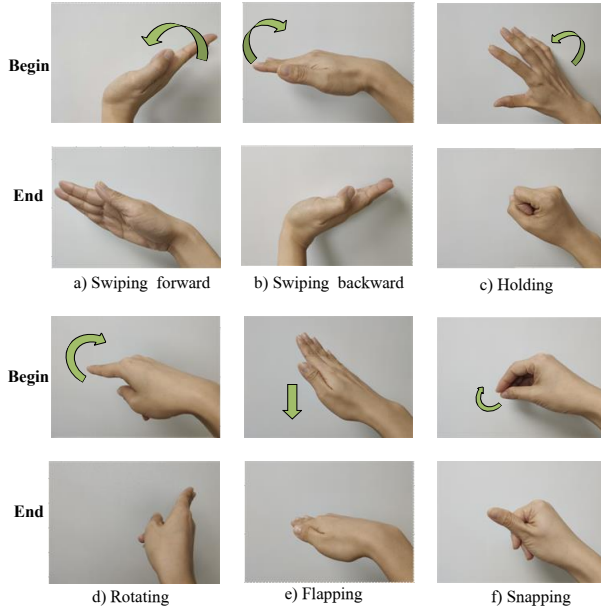 Begin
End
a) Swiping forward
b) Swiping backward
c) Holding
Begin
End
d) Rotating
e) Flapping
f) Snapping